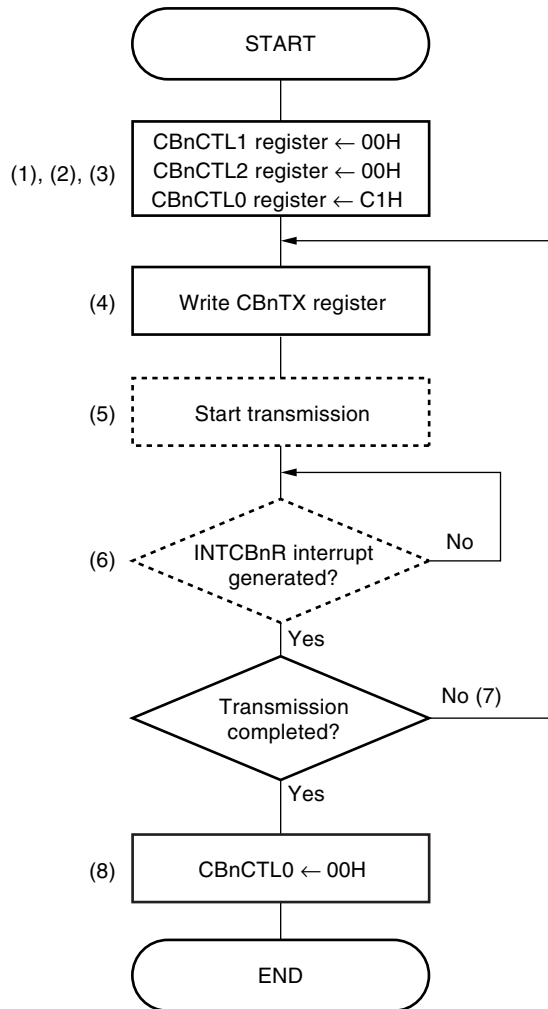 START
(1), (2), (3)
CBnCTL1 register ← 00H
CBnCTL2 register ← 00H
CBnCTL0 register ← C1H
(4)
Write CBnTX register
(5)
Start transmission
(6)
INTCBnR interrupt
generated?
No
Yes
Transmission
completed?
No (7)
Yes
(8)
CBnCTL0 ← 00H
END